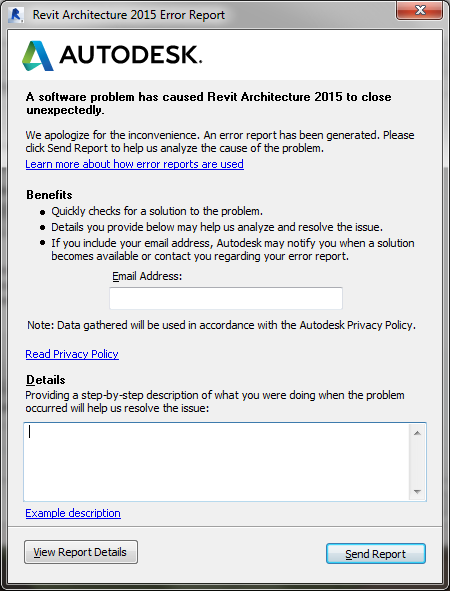 Revit Architecture 2015 Error Report
AUTODESK.
A software problem has caused Revit Architecture 2015 to close
unexpectedly.
We apologize for the inconvenience. An error report has been generated. Please
click Send Report to help us analyze the cause of the problem.
Learn more about how error reports are used
Benefits
• Quickly checks for a solution to the problem.
• Details you provide below may help us analyze and resolve the issue.
• If you include your email address, Autodesk may notify you when a solution
becomes available or contact you regarding your error report.
Email Address:
Note: Data gathered will be used in accordance with the Autodesk Privacy Policy.
Read Privacy Policy
Details
Providing a step-by-step description of what you were doing when the problem
occurred will help us resolve the issue:
Example description
View Report Details
Send Report